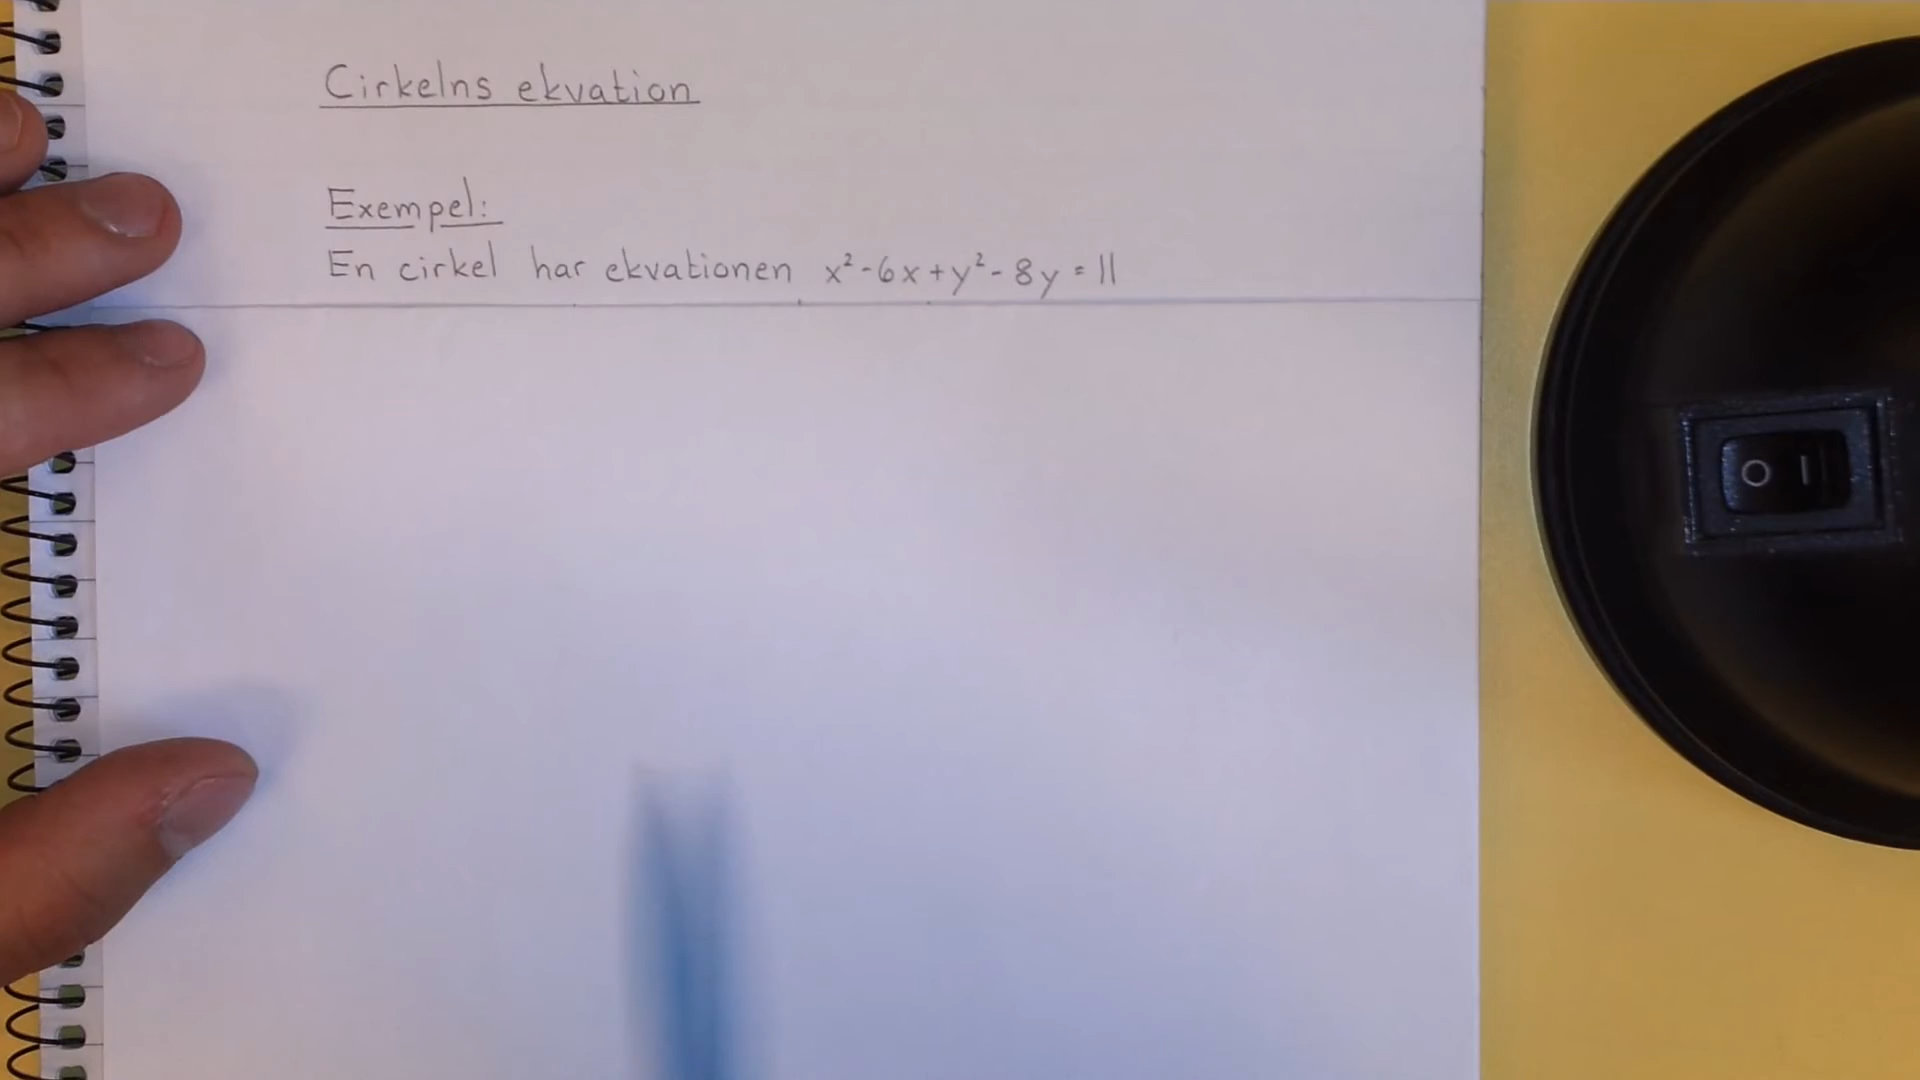 Cirkelns ekvation
Exempel:
En cirkel har ekvationen x²-6x+y²-8y=11
O I